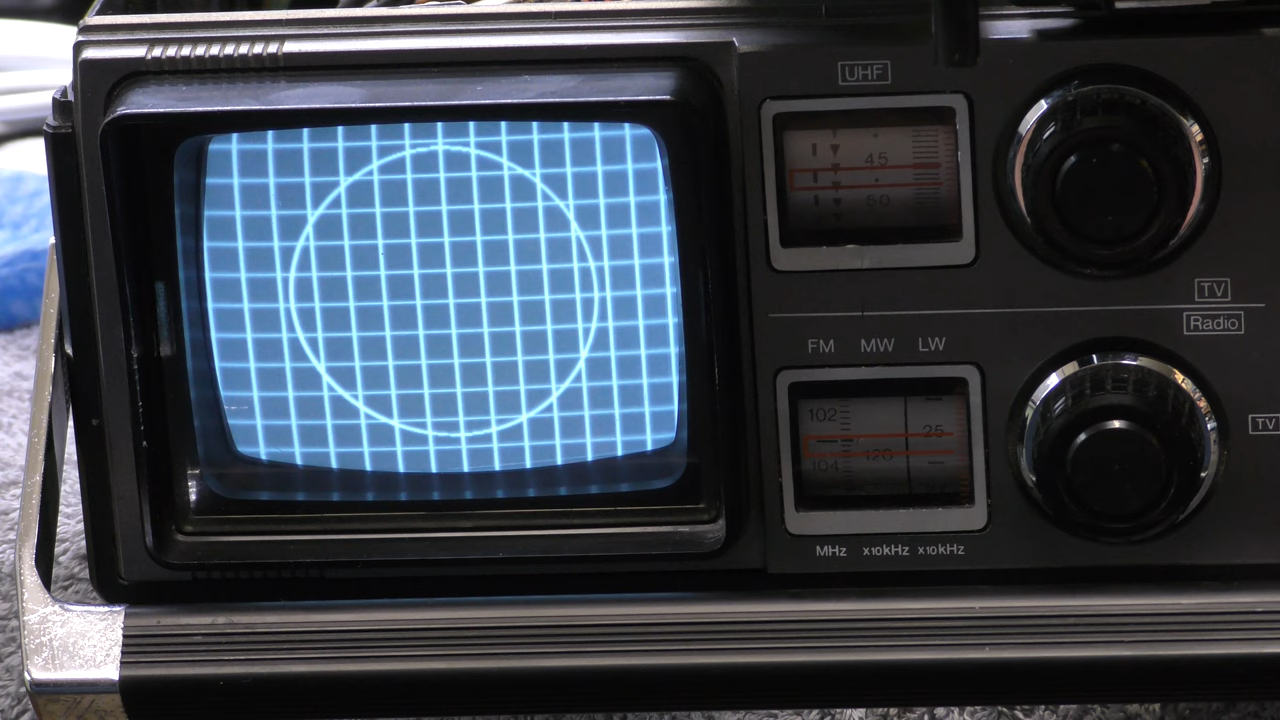 UHF
45
50
TV
Radio
FM MW LW
TV
102
25
120
104
MHz x10kHz x10kHz